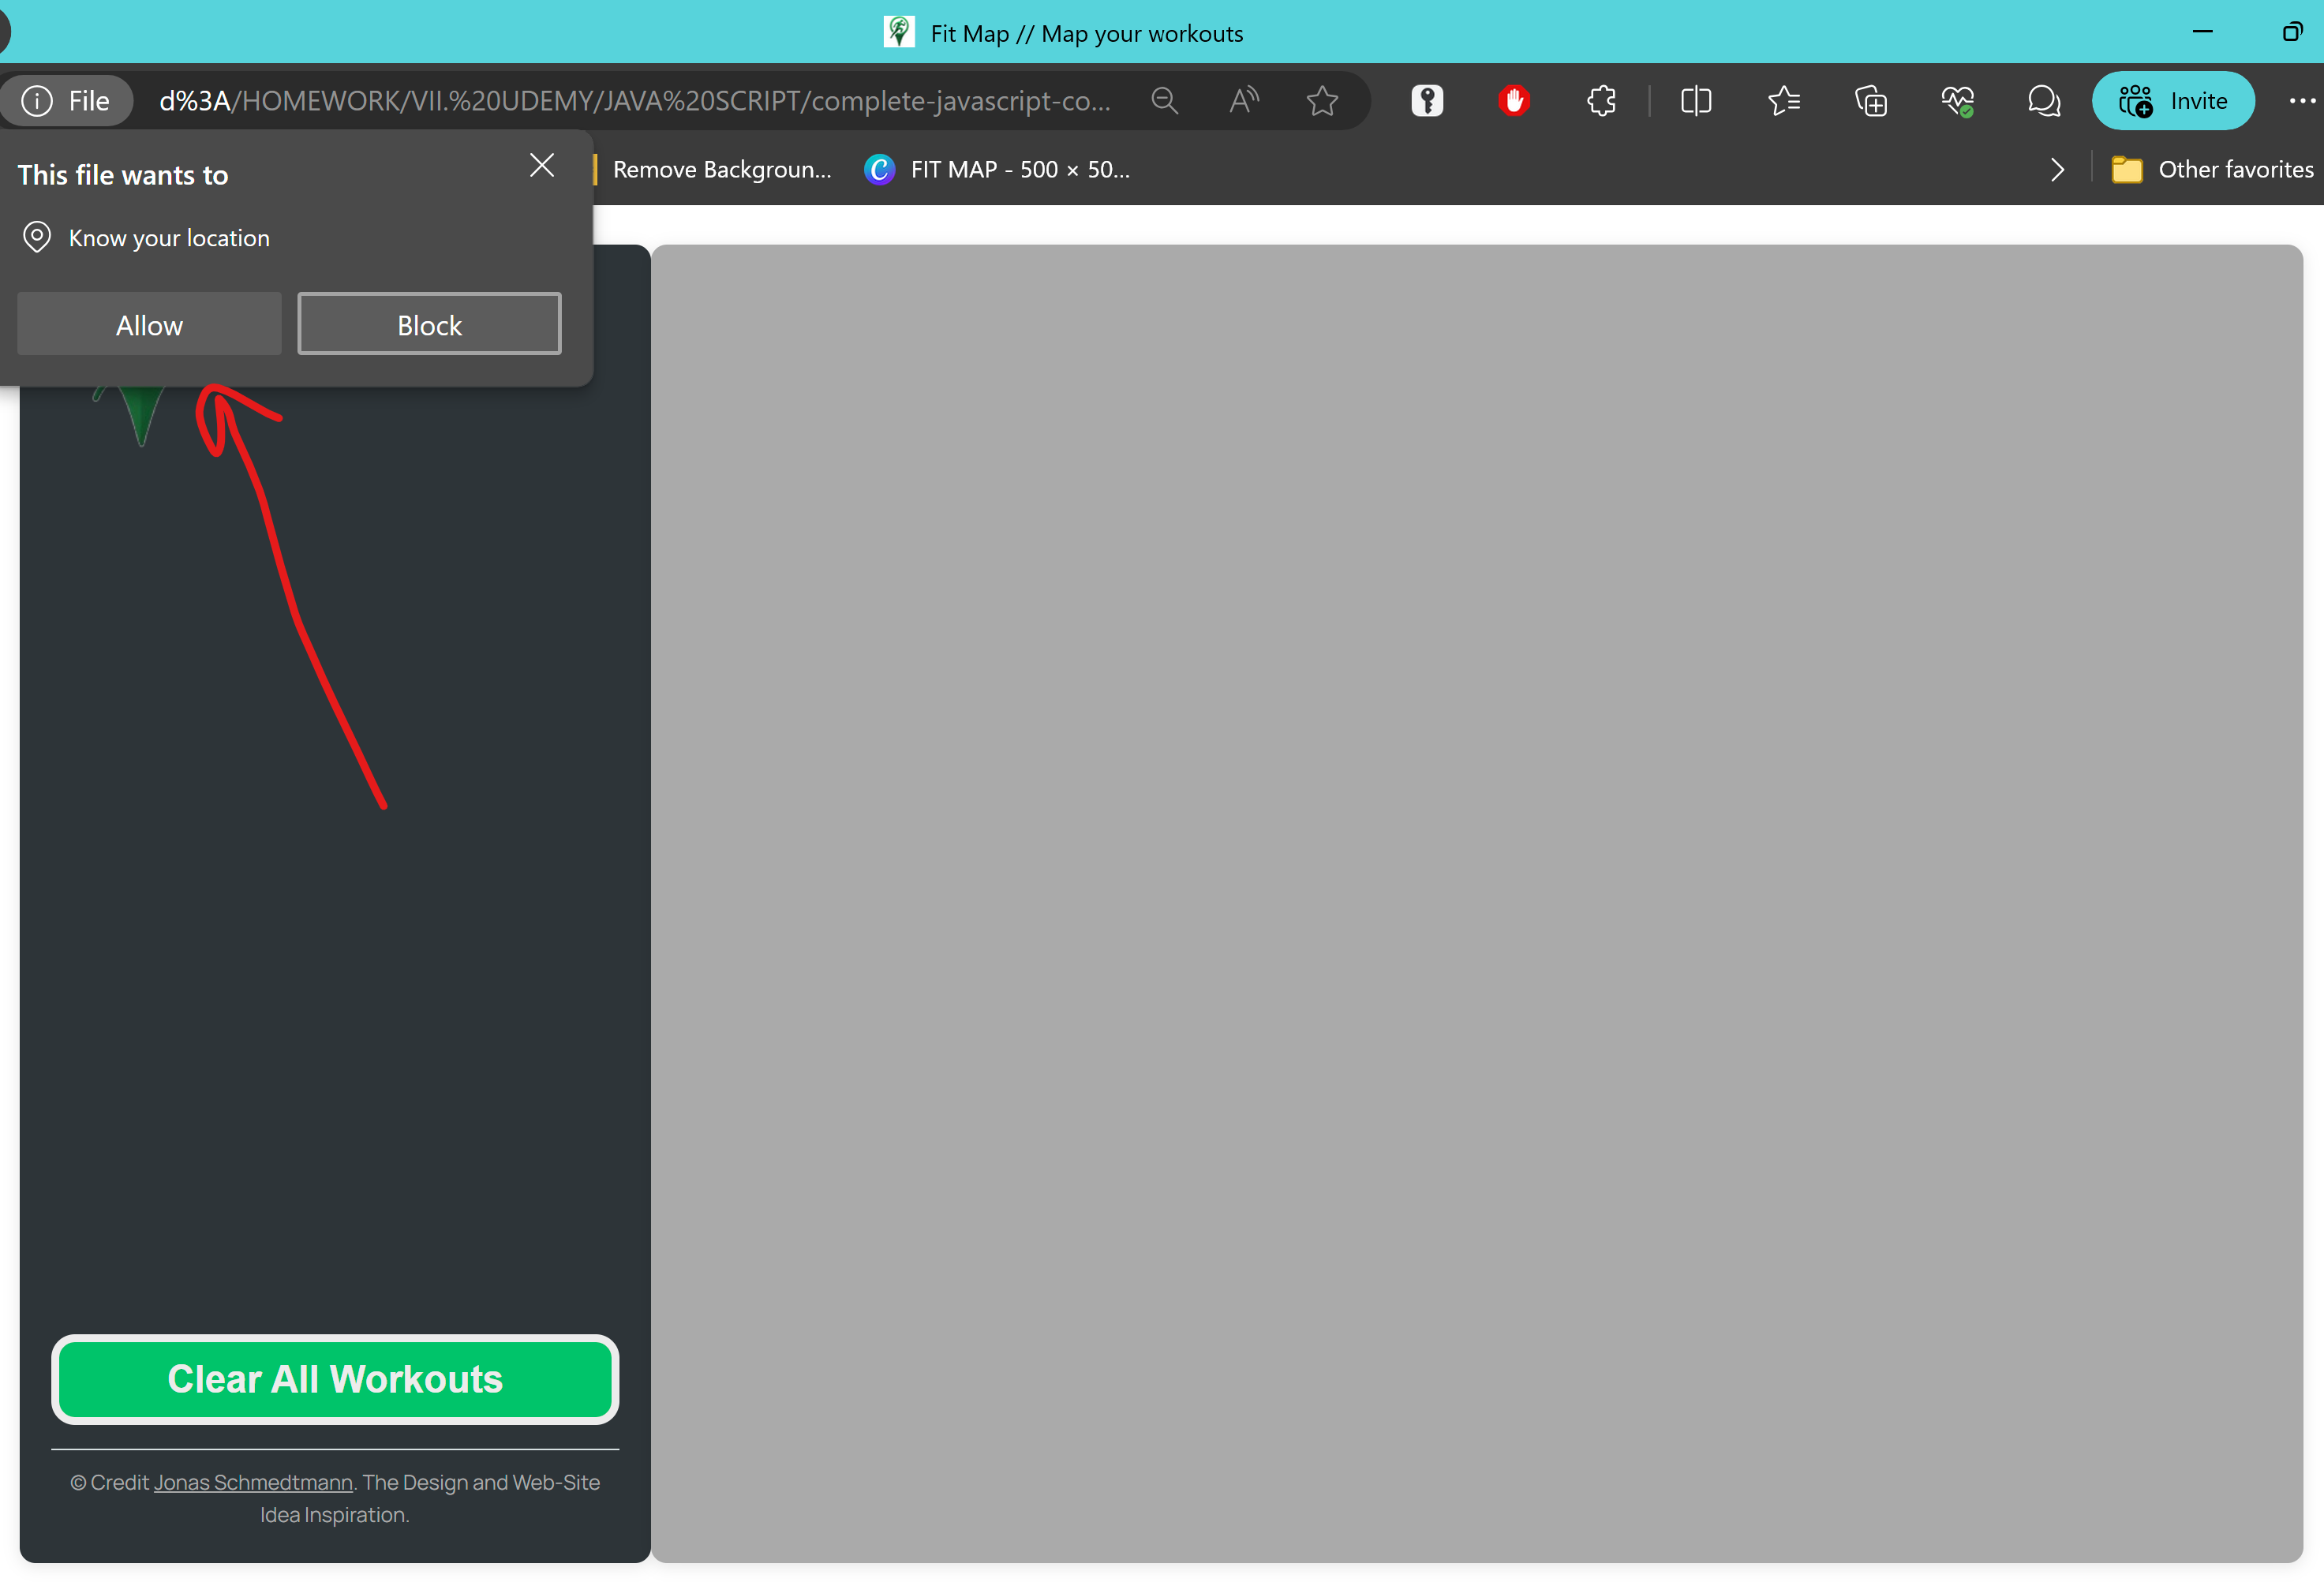 Fit Map // Map your workouts
File
d%3A/HOMEWORK/VII.%20UDEMY/JAVA%20SCRIPT/complete-javascript-co...
Invite
This file wants to
Know your location
Allow
Block
Remove Backgroun...
FIT MAP - 500 × 50...
Other favorites
Clear All Workouts
© Credit Jonas Schmedtmann. The Design and Web-Site
Idea Inspiration.